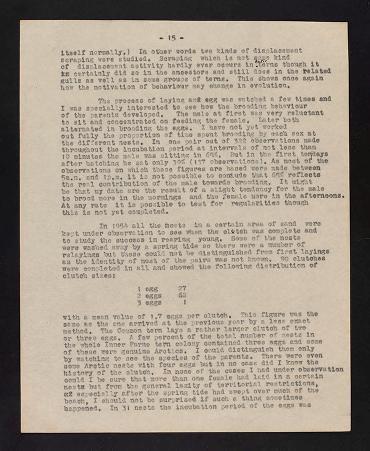 - 15 -
itself normally.) In other words two kinds of displacement
scraping were studied. Scraping which is not some kind
of displacement activity hardly ever occurs in terns though it
certainly did so in the ancestors and still does in the related
gulls as well as in some groups of terns. This shows once again
how the motivation of behaviour may change in evolution.
The process of laying and egg was watched a few times and
I was specially interested to see how the brooding behaviour
of the parents developed. The male at first was very reluctant
to sit and concentrated on feeding the female. Later both
alternated in brooding the eggs. I have not yet worked
out fully the proportion of time spent brooding by each sex at
the different nests. In one pair out of 322 observations made
throughout the incubation period at intervals of not less than
10 minutes the male was sitting in 62%, but in the first tendays
after hatching he sat only 30% (117 observations). As most of the
observations on which these figures are based were made between
5a.m. and 12m. it is not possible to conclude that 62% reflects
the real contribution of the male towards brooding. It might
be that my data are the result of a slight tendency for the male
to brood more in the mornings and the female more in the afternoons.
At any rate it is possible to test for regularities though
this is not yet completed.
In 1954 all the nests in a certain area of sand were
kept under observation to see when the clutch was complete and
to study the success in rearing young. Some of the nests
were washed away by a spring tide so there were a number of
relayings but these could not be distinguished from first layings
as the identity of most of the pairs was not known. 90 clutches
were completed in all and showed the following distribution of
clutch sizes:
1 egg 27
2 eggs 62
3 eggs 1
with a mean value of 1.7 eggs per clutch. This figure was the
same as the one arrived at the previous year by a less exact
method. The Common tern lays a rather larger clutch of two
or three eggs. A few percent of the total number of nests in
the whole Inner Farne tern colony contained three eggs and some
of these were genuine Arctics. I could distinguish them only
by watching to see the species of the parents. There were even
some Arctic nests with four eggs but in no case did I know the
history of the clutch. In none of the cases I had under observation
could I be sure that more than one female had laid in a certain
nest but from the general laxity of territorial restrictions,
especially after the spring tide had swept over much of the
beach, I should not be surprised if such a thing sometimes
happened. In 31 nests the incubation period of the eggs was